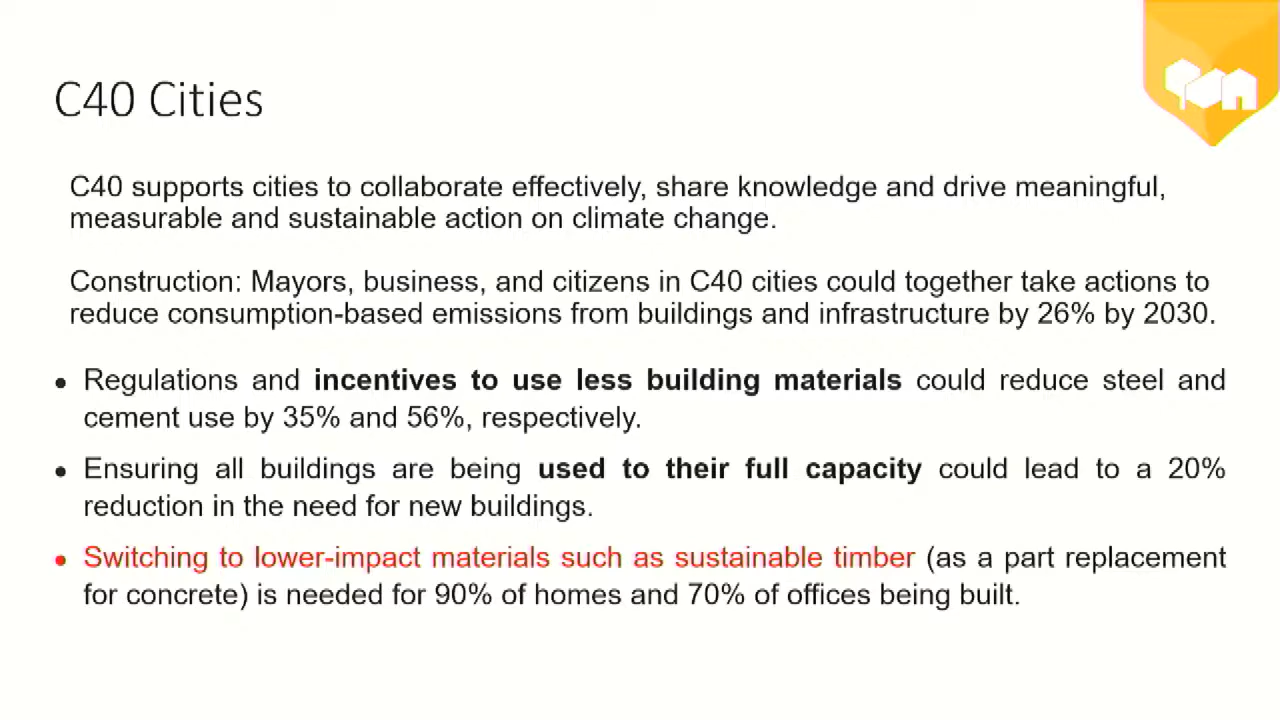 C40 Cities
C40 supports cities to collaborate effectively, share knowledge and drive meaningful,
measurable and sustainable action on climate change.
Construction: Mayors, business, and citizens in C40 cities could together take actions to
reduce consumption-based emissions from buildings and infrastructure by 26% by 2030.
• Regulations and incentives to use less building materials could reduce steel and
cement use by 35% and 56%, respectively.
• Ensuring all buildings are being used to their full capacity could lead to a 20%
reduction in the need for new buildings.
• Switching to lower-impact materials such as sustainable timber (as a part replacement
for concrete) is needed for 90% of homes and 70% of offices being built.